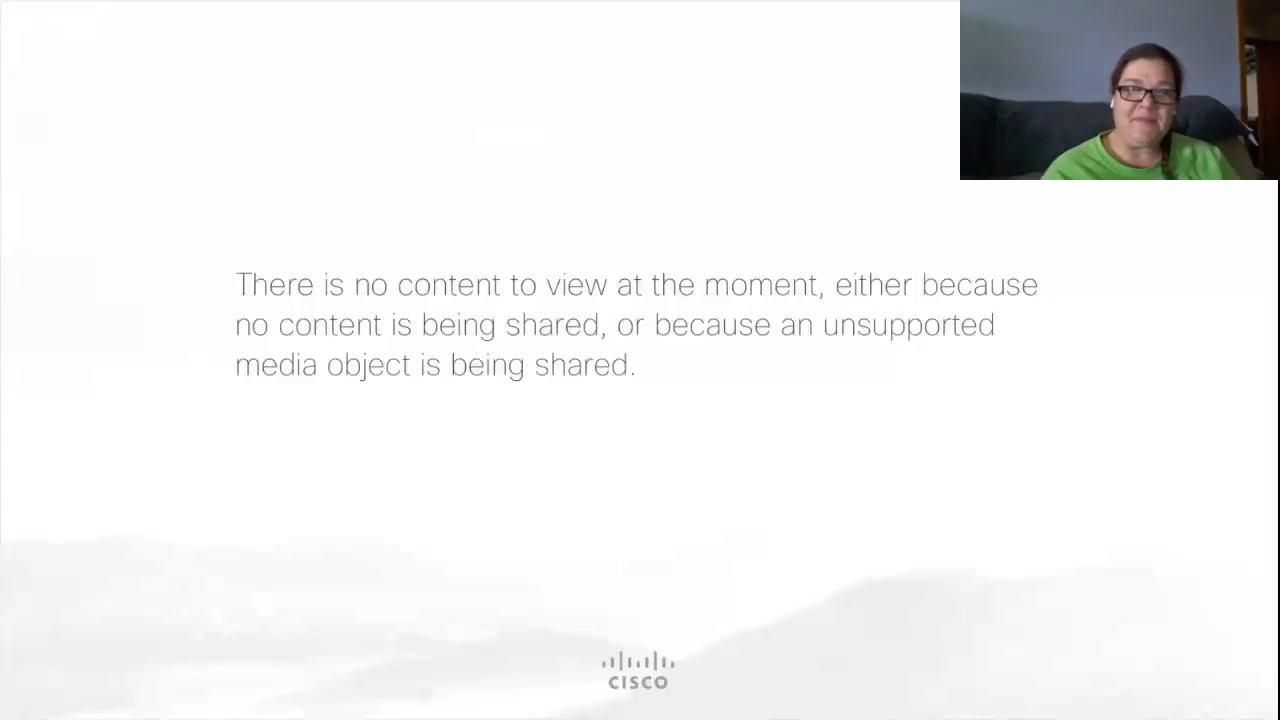 There is no content to view at the moment, either because
no content is being shared, or because an unsupported
media object is being shared.
CISCO